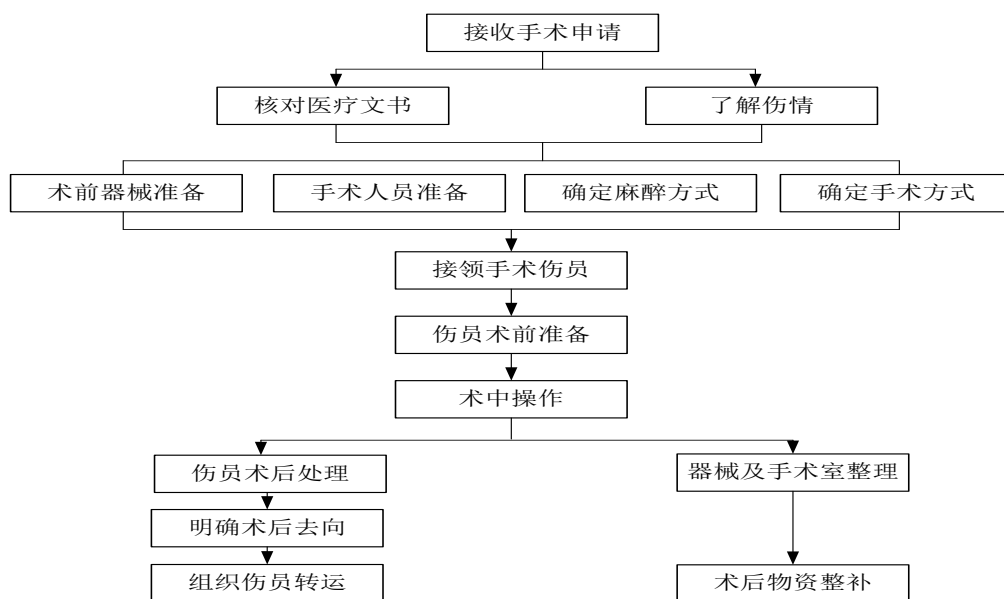 接收手术申请
核对医疗文书
了解伤情
术前器械准备
手术人员准备
确定麻醉方式
确定手术方式
接领手术伤员
伤员术前准备
术中操作
伤员术后处理
器械及手术室整理
明确术后去向
组织伤员转运
术后物资整补